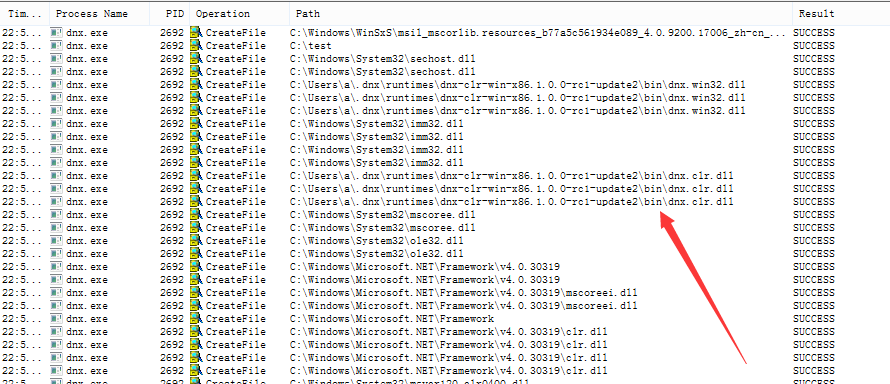 Tim... Process Name PID Operation Path Result
22:5... dnx.exe 2692 CreateFile C:\Windows\WinSxS\msil_mscorlib.resources_b77a5c561934e089_4.0.9200.17006_zh-cn_... SUCCESS
22:5... dnx.exe 2692 CreateFile C:\test SUCCESS
22:5... dnx.exe 2692 CreateFile C:\Windows\System32\sechost.dll SUCCESS
22:5... dnx.exe 2692 CreateFile C:\Windows\System32\sechost.dll SUCCESS
22:5... dnx.exe 2692 CreateFile C:\Users\a\.dnx\runtimes\dnx-clr-win-x86.1.0.0-rc1-update2\bin\dnx.win32.dll SUCCESS
22:5... dnx.exe 2692 CreateFile C:\Users\a\.dnx\runtimes\dnx-clr-win-x86.1.0.0-rc1-update2\bin\dnx.win32.dll SUCCESS
22:5... dnx.exe 2692 CreateFile C:\Users\a\.dnx\runtimes\dnx-clr-win-x86.1.0.0-rc1-update2\bin\dnx.win32.dll SUCCESS
22:5... dnx.exe 2692 CreateFile C:\Windows\System32\imm32.dll SUCCESS
22:5... dnx.exe 2692 CreateFile C:\Windows\System32\imm32.dll SUCCESS
22:5... dnx.exe 2692 CreateFile C:\Windows\System32\imm32.dll SUCCESS
22:5... dnx.exe 2692 CreateFile C:\Windows\System32\imm32.dll SUCCESS
22:5... dnx.exe 2692 CreateFile C:\Users\a\.dnx\runtimes\dnx-clr-win-x86.1.0.0-rc1-update2\bin\dnx.clr.dll SUCCESS
22:5... dnx.exe 2692 CreateFile C:\Users\a\.dnx\runtimes\dnx-clr-win-x86.1.0.0-rc1-update2\bin\dnx.clr.dll SUCCESS
22:5... dnx.exe 2692 CreateFile C:\Users\a\.dnx\runtimes\dnx-clr-win-x86.1.0.0-rc1-update2\bin\dnx.clr.dll SUCCESS
22:5... dnx.exe 2692 CreateFile C:\Windows\System32\mscoree.dll SUCCESS
22:5... dnx.exe 2692 CreateFile C:\Windows\System32\mscoree.dll SUCCESS
22:5... dnx.exe 2692 CreateFile C:\Windows\System32\ole32.dll SUCCESS
22:5... dnx.exe 2692 CreateFile C:\Windows\System32\ole32.dll SUCCESS
22:5... dnx.exe 2692 CreateFile C:\Windows\Microsoft.NET\Framework\v4.0.30319 SUCCESS
22:5... dnx.exe 2692 CreateFile C:\Windows\Microsoft.NET\Framework\v4.0.30319 SUCCESS
22:5... dnx.exe 2692 CreateFile C:\Windows\Microsoft.NET\Framework\v4.0.30319\mscoreei.dll SUCCESS
22:5... dnx.exe 2692 CreateFile C:\Windows\Microsoft.NET\Framework\v4.0.30319\mscoreei.dll SUCCESS
22:5... dnx.exe 2692 CreateFile C:\Windows\Microsoft.NET\Framework SUCCESS
22:5... dnx.exe 2692 CreateFile C:\Windows\Microsoft.NET\Framework\v4.0.30319\clr.dll SUCCESS
22:5... dnx.exe 2692 CreateFile C:\Windows\Microsoft.NET\Framework\v4.0.30319\clr.dll SUCCESS
22:5... dnx.exe 2692 CreateFile C:\Windows\Microsoft.NET\Framework\v4.0.30319\clr.dll SUCCESS
22:5... dnx.exe 2692 CreateFile C:\Windows\Microsoft.NET\Framework\v4.0.30319\clr.dll SUCCESS
22:5... dnx.exe 2692 CreateFile C:\Windows\System32\msvcr120_clr0400.dll SUCCESS